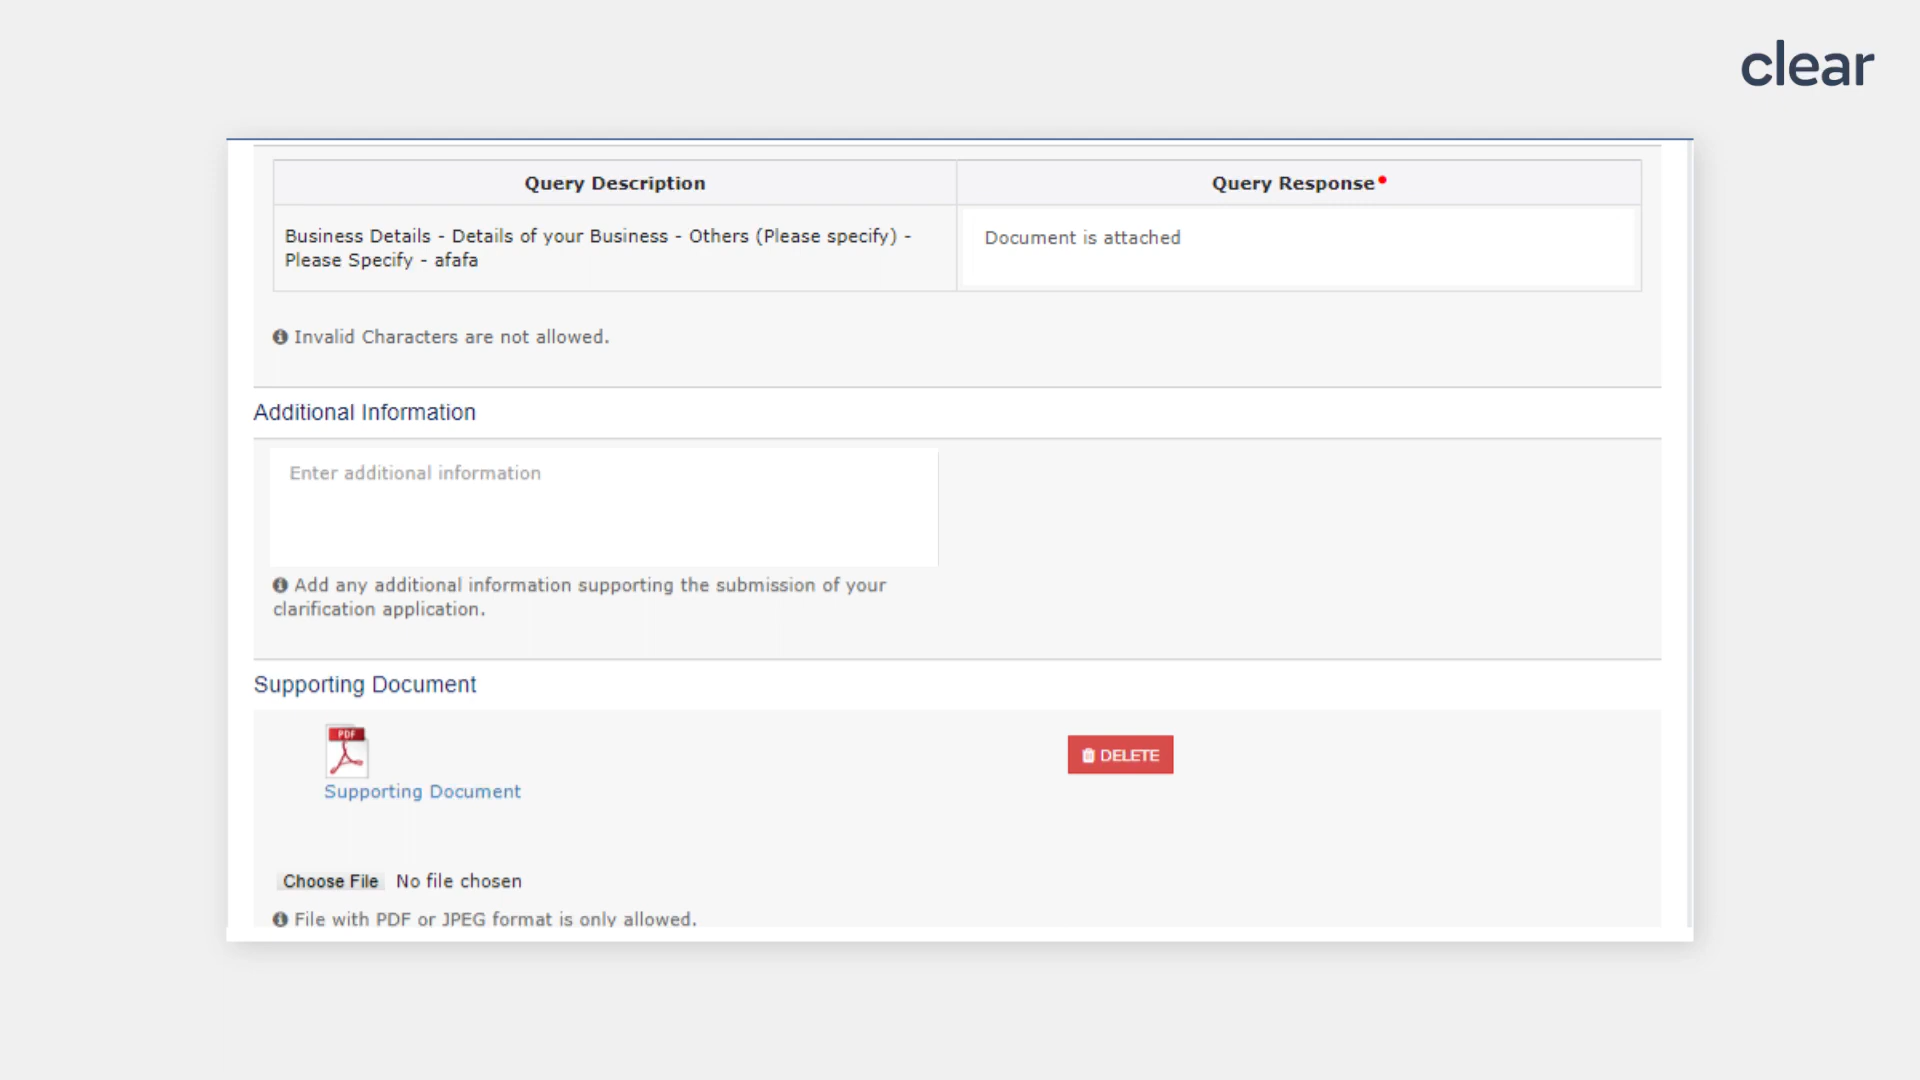 clear
Query Description
Query Response
Business Details - Details of your Business - Others (Please specify) -
Please Specify - afafa
Document is attached
Invalid Characters are not allowed.
Additional Information
Enter additional information
Add any additional information supporting the submission of your
clarification application.
Supporting Document
PDF
DELETE
Supporting Document
Choose File No file chosen
File with PDF or JPEG format is only allowed.